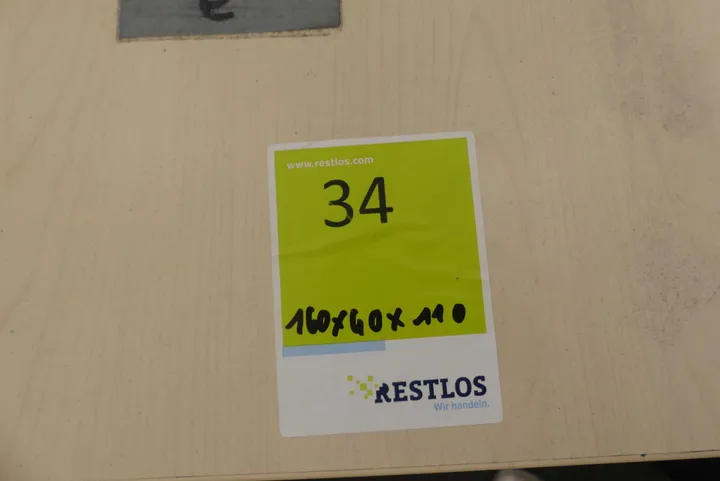 e
www.restlos.com
34
160x60x110
RESTLOS
Wir handeln.